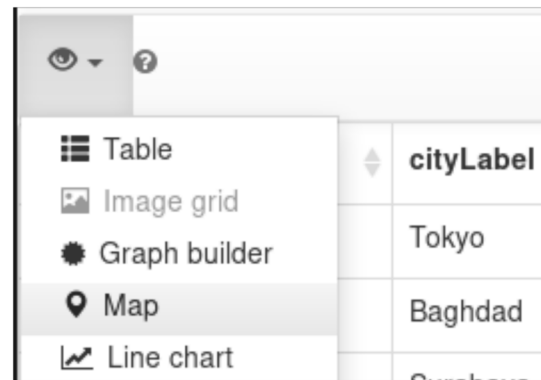 Table
cityLabel
Image grid
Tokyo
Graph builder
Map
Baghdad
Line chart